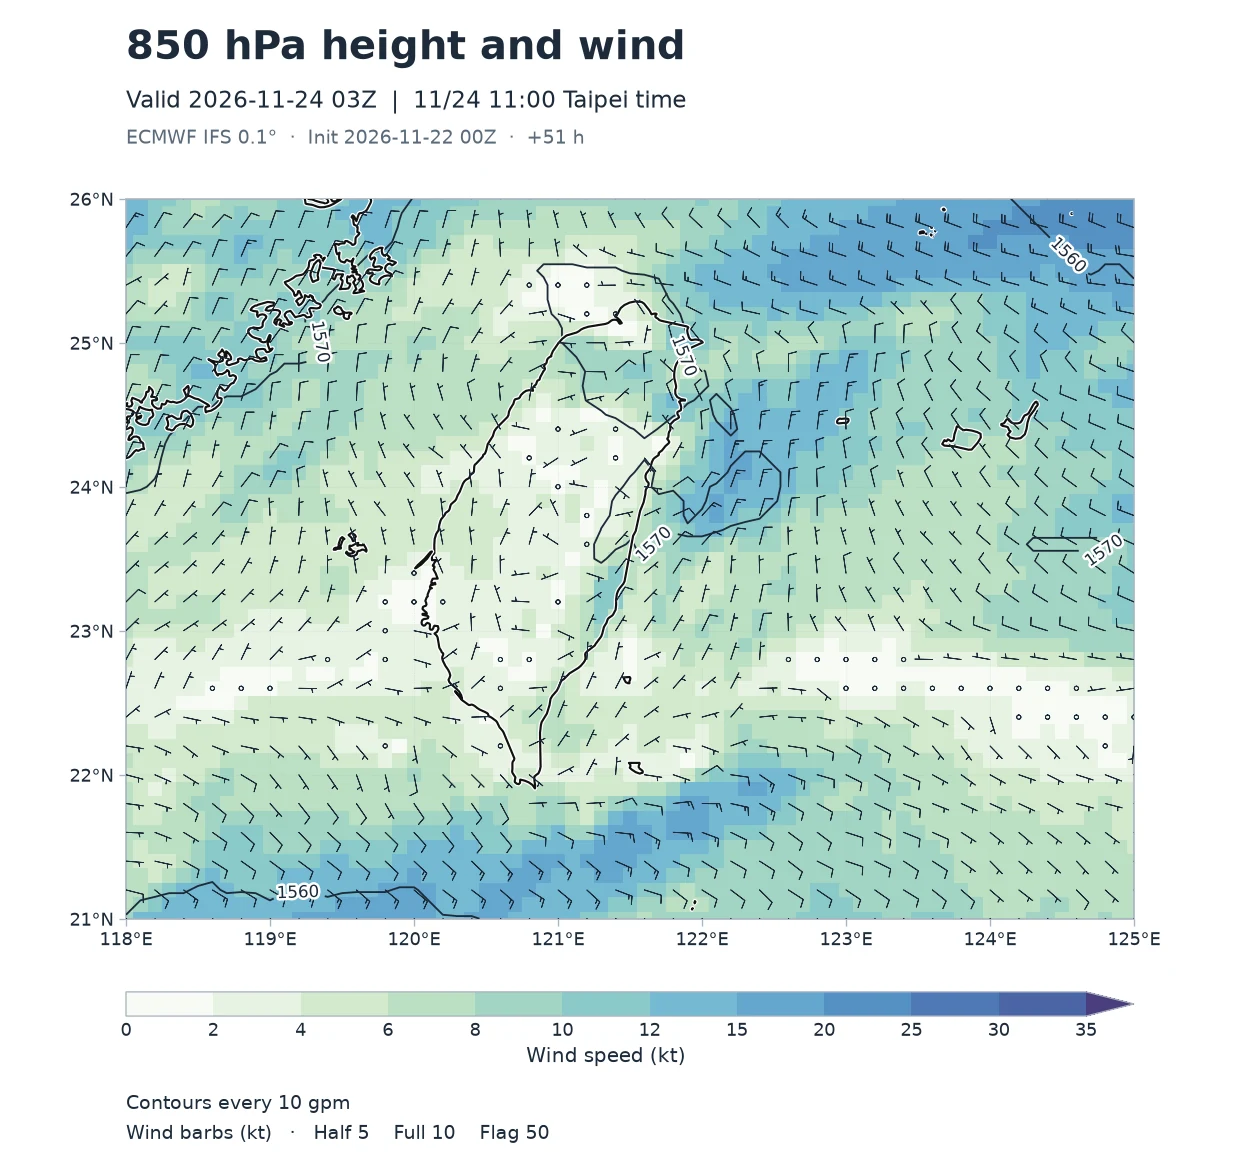 850 hPa height and wind
Valid 2026-11-24 03Z | 11/24 11:00 Taipei time
ECMWF IFS 0.1° · Init 2026-11-22 00Z · +51 h
26°N
25°N
24°N
23°N
22°N
21°N
1560
1570
1570
1570
1570
1560
118°E 119°E 120°E 121°E 122°E 123°E 124°E 125°E
0 2 4 6 8 10 12 15 20 25 30 35
Wind speed (kt)
Contours every 10 gpm
Wind barbs (kt) · Half 5 Full 10 Flag 50